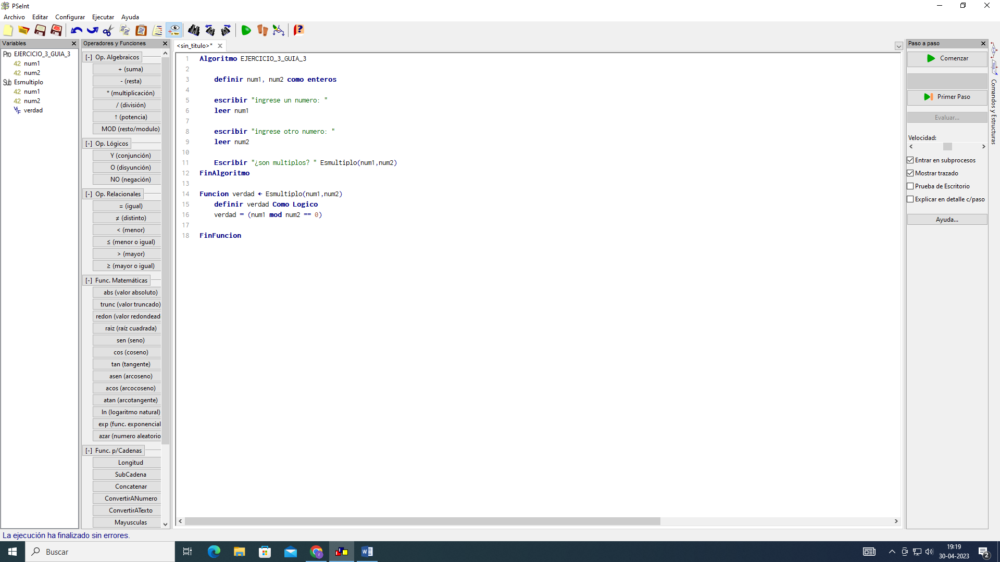 PSeInt
Archivo Editar Configurar Ejecutar Ayuda
Variables
EJERCICIO_3_GUIA_3
42 num1
42 num2
Sub Esmultiplo
42 num1
42 num2
V/F verdad
Operadores y Funciones
[-] Op. Algebraicos
+ (suma)
- (resta)
* (multiplicación)
/ (división)
↑ (potencia)
MOD (resto/modulo)
[-] Op. Lógicos
Y (conjunción)
O (disyunción)
NO (negación)
[-] Op. Relacionales
= (igual)
≠ (distinto)
< (menor)
≤ (menor o igual)
> (mayor)
≥ (mayor o igual)
[-] Func. Matemáticas
abs (valor absoluto)
trunc (valor truncado)
redon (valor redondead
raiz (raíz cuadrada)
sen (seno)
cos (coseno)
tan (tangente)
asen (arcoseno)
acos (arcocoseno)
atan (arcotangente)
ln (logaritmo natural)
exp (func. exponencial
azar (numero aleatorio
[-] Func. p/Cadenas
Longitud
SubCadena
Concatenar
ConvertirANumero
ConvertirATexto
Mayusculas
<sin_titulo>*
1 Algoritmo EJERCICIO_3_GUIA_3
2
3 definir num1, num2 como enteros
4
5 escribir "ingrese un numero: "
6 leer num1
7
8 escribir "ingrese otro numero: "
9 leer num2
10
11 Escribir "¿son multiplos? " Esmultiplo(num1,num2)
12 FinAlgoritmo
13
14 Funcion verdad ← Esmultiplo(num1,num2)
15 definir verdad Como Logico
16 verdad = (num1 mod num2 == 0)
17
18 FinFuncion
Paso a paso
Comenzar
Primer Paso
Evaluar...
Velocidad:
Entrar en subprocesos
Mostrar trazado
Prueba de Escritorio
Explicar en detalle c/paso
Ayuda...
Comandos y Estructuras
La ejecución ha finalizado sin errores.
Buscar
19:19
30-04-2023
2